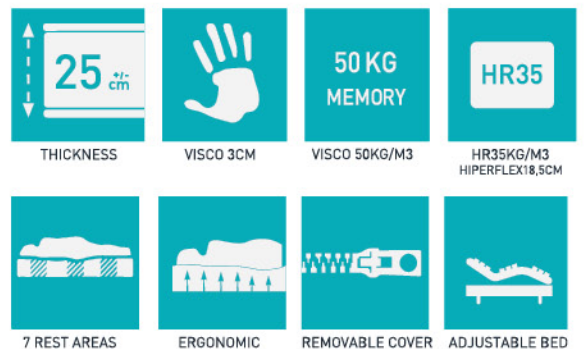 25 +/- cm
50 KG
MEMORY
HR35
THICKNESS
VISCO 3CM
VISCO 50KG/M3
HR35KG/M3
HIPERFLEX18,5CM
7 REST AREAS
ERGONOMIC
REMOVABLE COVER
ADJUSTABLE BED